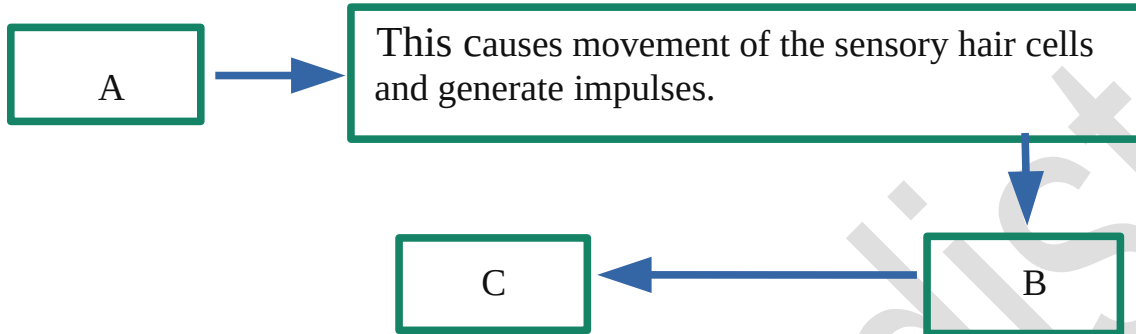 A
This causes movement of the sensory hair cells
and generate impulses.
C
B